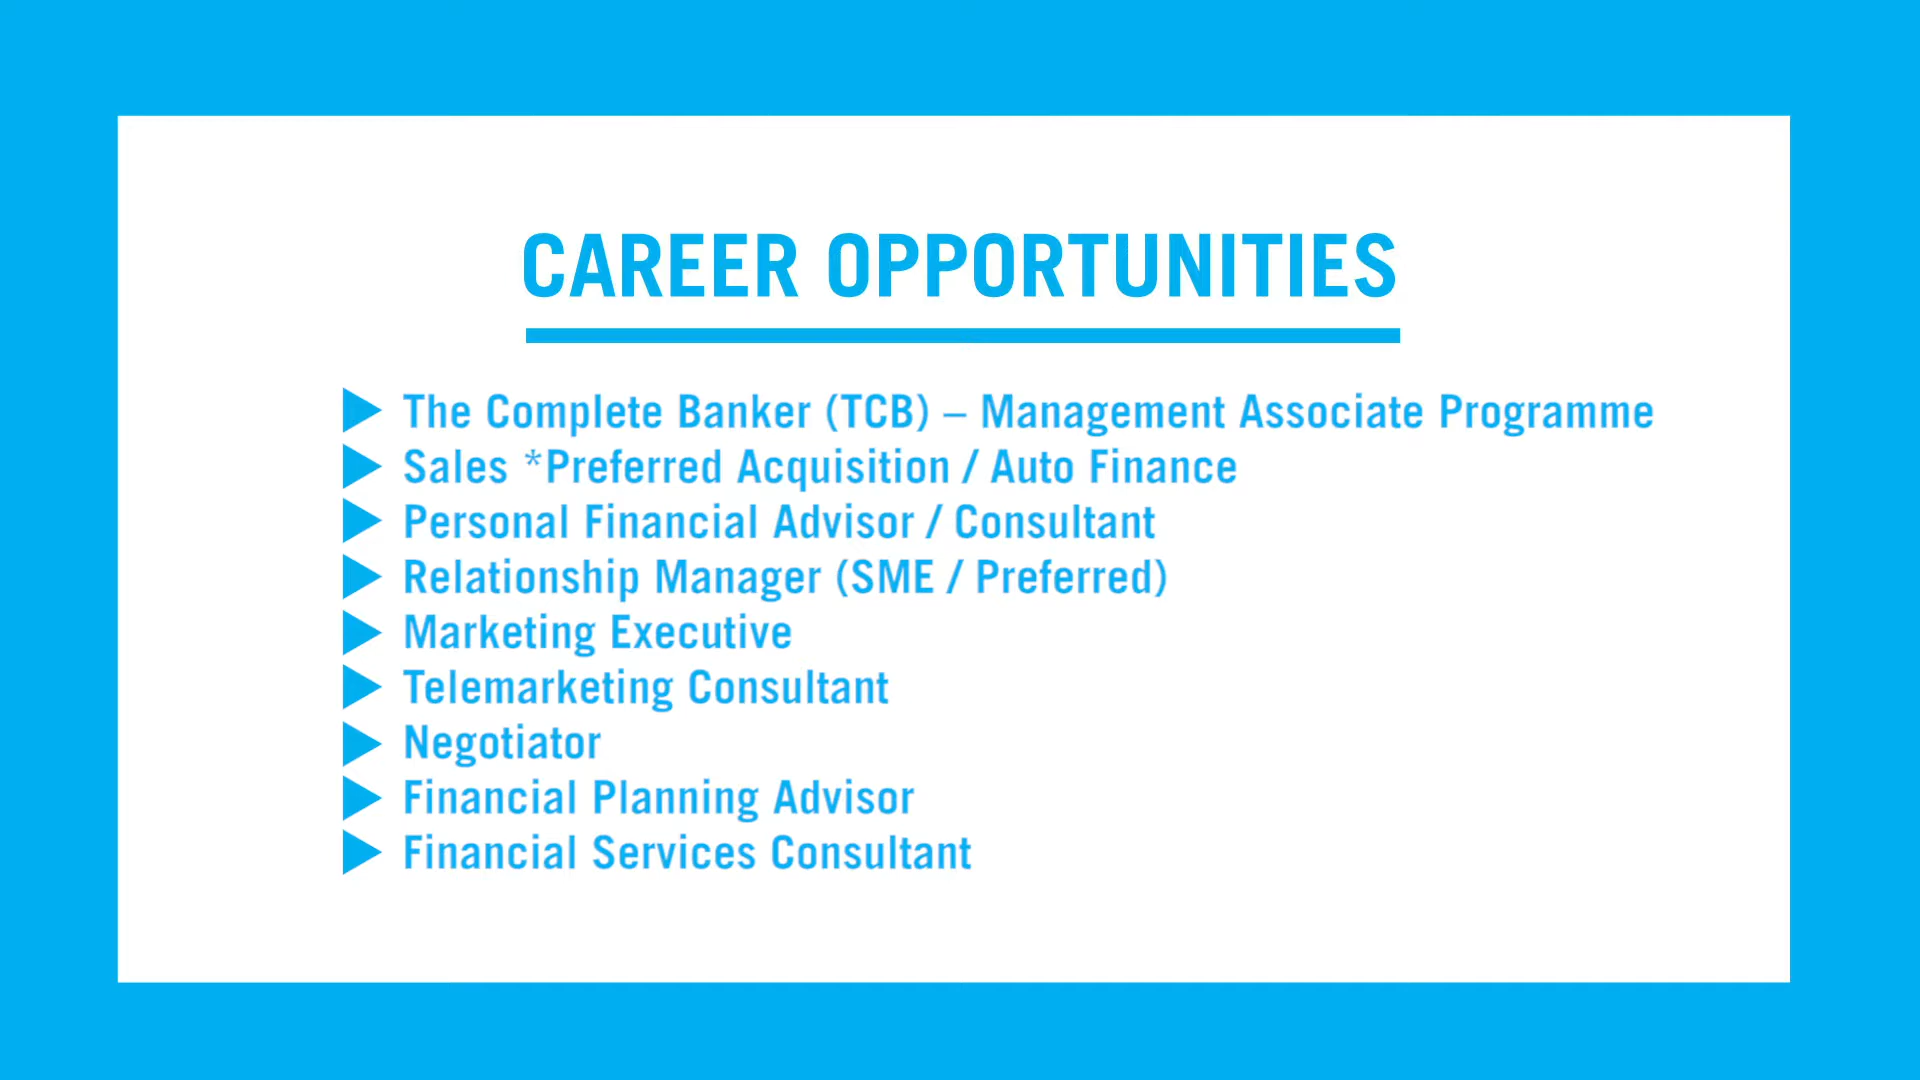 CAREER OPPORTUNITIES
The Complete Banker (TCB) – Management Associate Programme
Sales *Preferred Acquisition / Auto Finance
Personal Financial Advisor / Consultant
Relationship Manager (SME / Preferred)
Marketing Executive
Telemarketing Consultant
Negotiator
Financial Planning Advisor
Financial Services Consultant